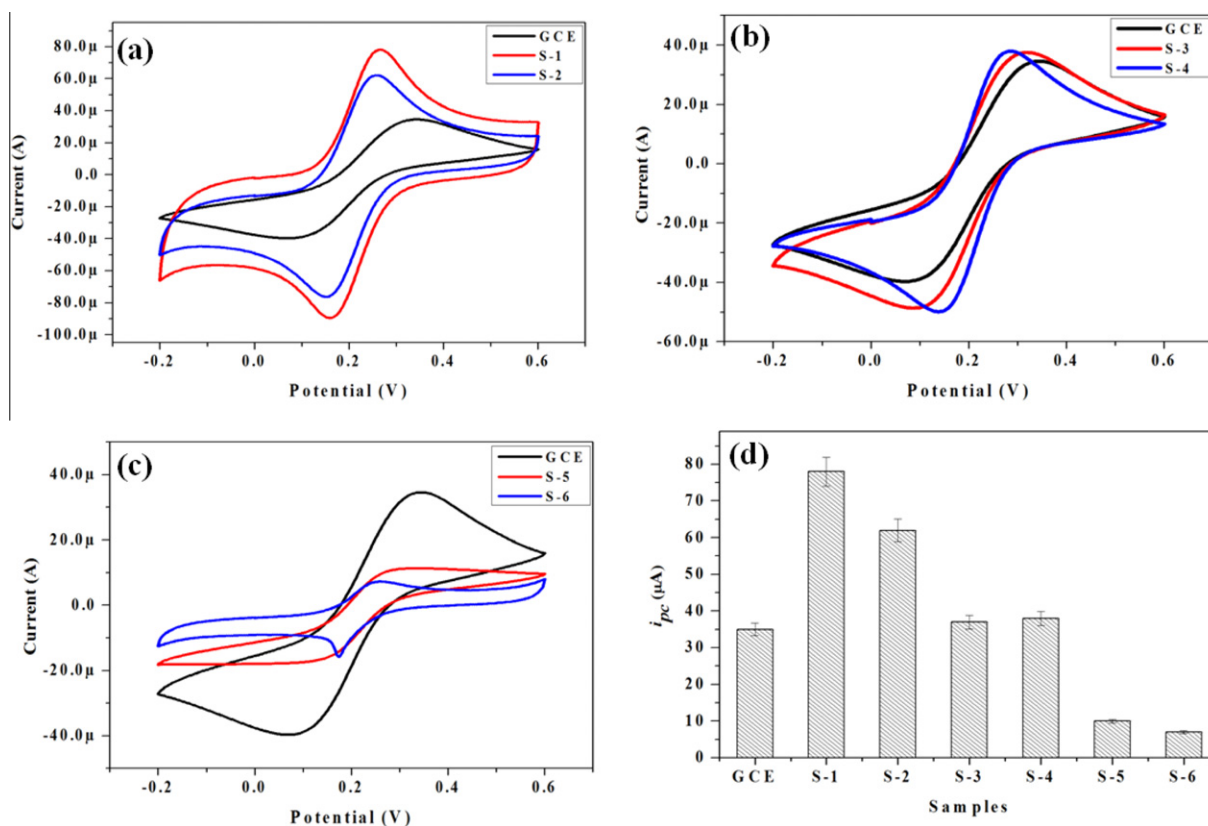 (a)
GCE
S-1
S-2
80.0μ
60.0μ
40.0μ
20.0μ
0.0
-20.0μ
-40.0μ
-60.0μ
-80.0μ
-100.0μ
Current (A)
-0.2
0.0
0.2
0.4
0.6
Potential (V)
(b)
GCE
S-3
S-4
40.0μ
20.0μ
0.0
-20.0μ
-40.0μ
-60.0μ
Current (A)
-0.2
0.0
0.2
0.4
0.6
Potential (V)
(c)
GCE
S-5
S-6
40.0μ
20.0μ
0.0
-20.0μ
-40.0μ
Current (A)
-0.2
0.0
0.2
0.4
0.6
Potential (V)
(d)
80
70
60
50
40
30
20
10
0
ipc (μA)
GCE
S-1
S-2
S-3
S-4
S-5
S-6
Samples